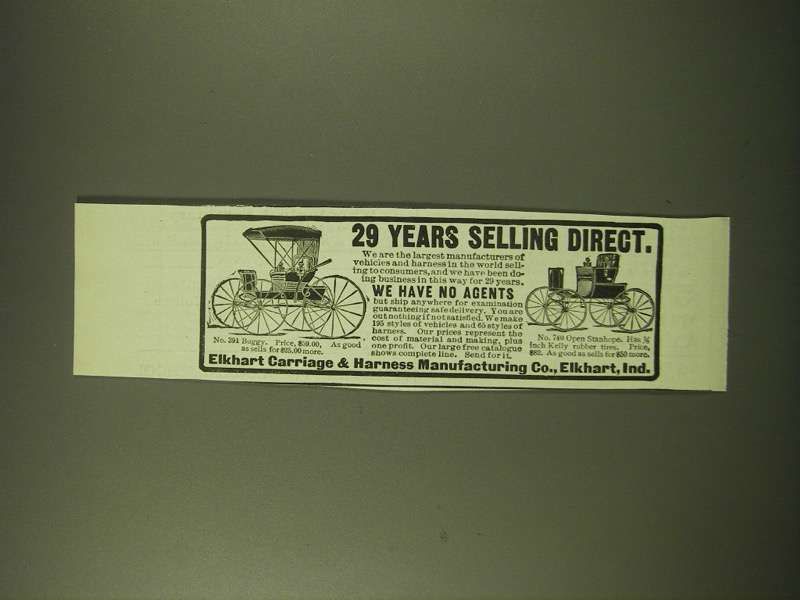 29 YEARS SELLING DIRECT.
We are the largest manufacturers of
vehicles and harness in the world sell-
ing to consumers, and we have been do-
ing business in this way for 29 years.
WE HAVE NO AGENTS
but ship anywhere for examination
guaranteeing safe delivery. You are
out nothing if not satisfied. We make
195 styles of vehicles and 65 styles of
harness. Our prices represent the
cost of material and making, plus
one profit. Our large free catalogue
shows complete line. Send for it.
No. 391 Buggy. Price, As good
as sells for $25.00 more.
Open Stanhope. Has
inch Kelly rubber tires. Price,
As good as sells for more.
Elkhart Carriage & Harness Manufacturing Co., Elkhart, Ind.